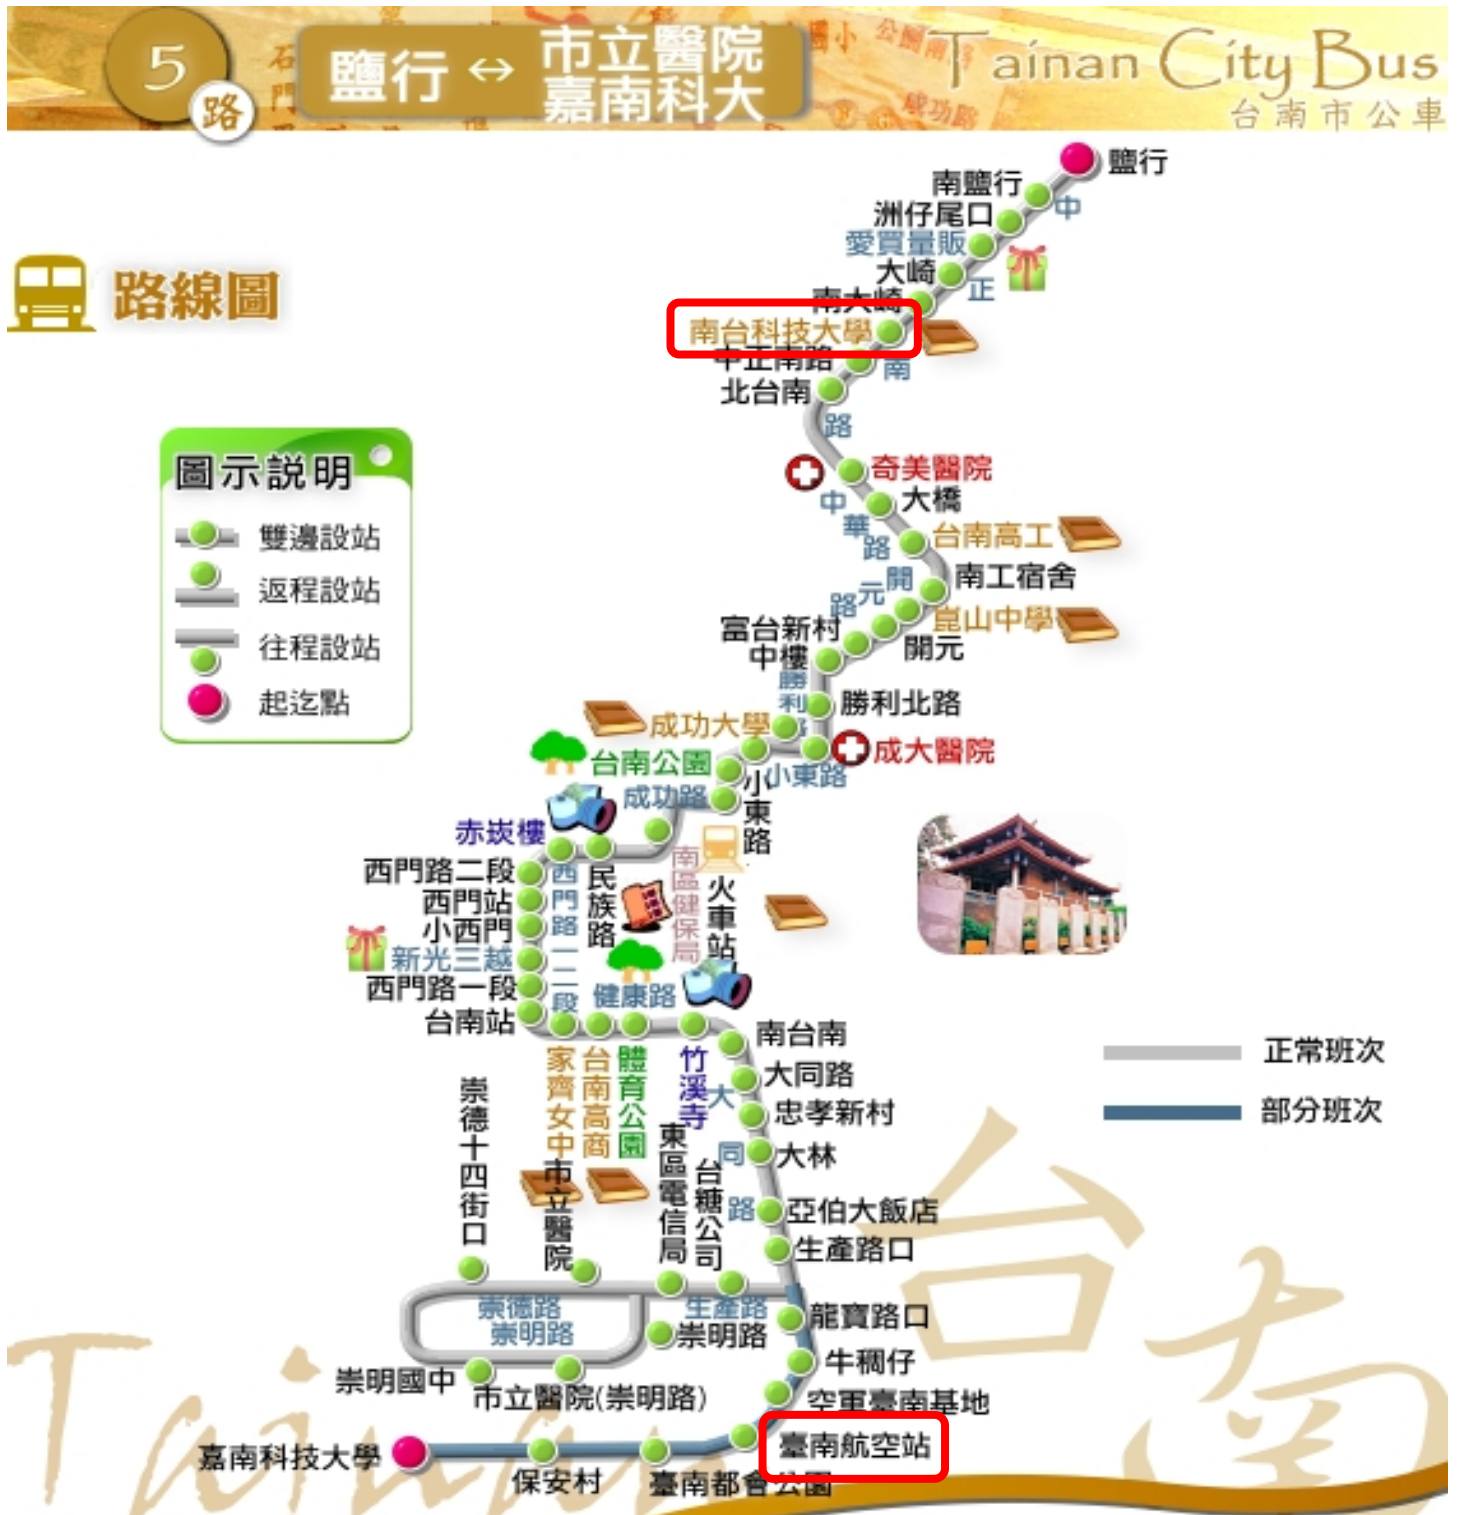 5
路
鹽行 ↔ 市立醫院
嘉南科大
Tainan City Bus
台南市公車
路線圖
圖示説明
雙邊設站
返程設站
往程設站
起迄點
鹽行
南鹽行
中
洲仔尾口
愛買量販
大崎
正
南大崎
南台科技大學
中正南路
南
北台南
路
奇美醫院
中
大橋
華
路
台南高工
開
南工宿舍
元
路
崑山中學
富台新村
開元
中樓
勝利路
勝利北路
成功大學
成大醫院
台南公園
小東路
成功路
小東路
赤崁樓
西門路二段
西門站
小西門
新光三越
西門路一段
台南站
西門路一二段
民族路
南區健保局
火車站
健康路
家齊女中
台南高商
體育公園
竹溪寺
南台南
大同路
大
忠孝新村
同
大林
路
亞伯大飯店
生產路口
正常班次
部分班次
崇德十四街口
市立醫院
東區電信局
台糖公司
崇德路
崇明路
生產路
崇明路
龍寶路口
牛稠仔
崇明國中
市立醫院(崇明路)
空軍臺南基地
臺南航空站
嘉南科技大學
保安村
臺南都會公園
台南
Tainan